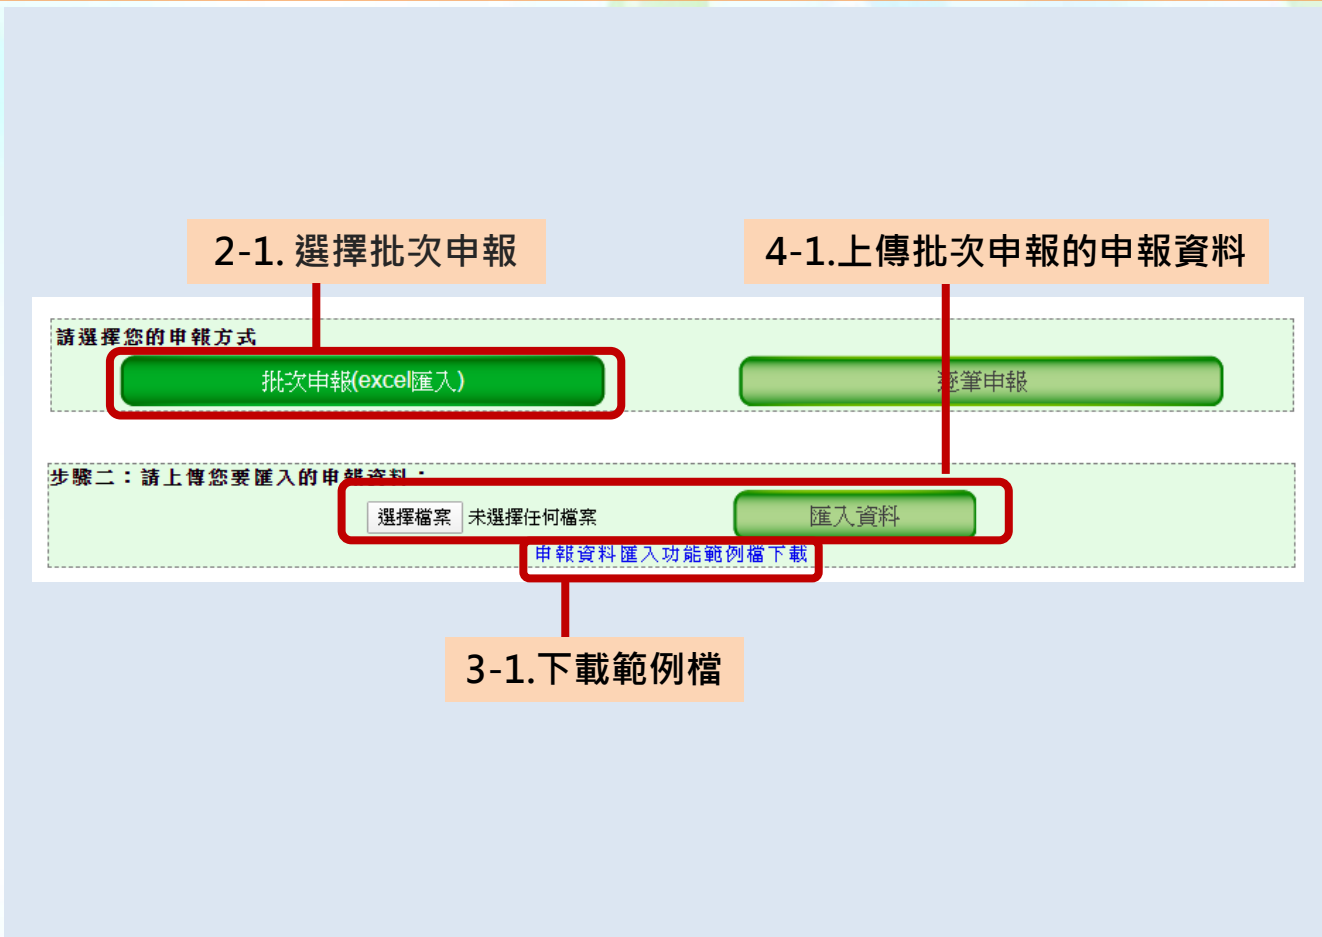 2-1. 選擇批次申報
4-1.上傳批次申報的申報資料
請選擇您的申報方式
批次申報(excel匯入)
逐筆申報
步驟二：請上傳您要匯入的申報資料：
選擇檔案 未選擇任何檔案
匯入資料
申報資料匯入功能範例檔下載
3-1.下載範例檔